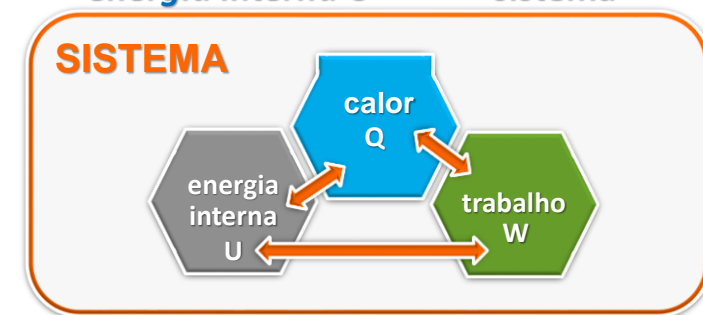 SISTEMA
calor
Q
energia
interna
U
trabalho
W